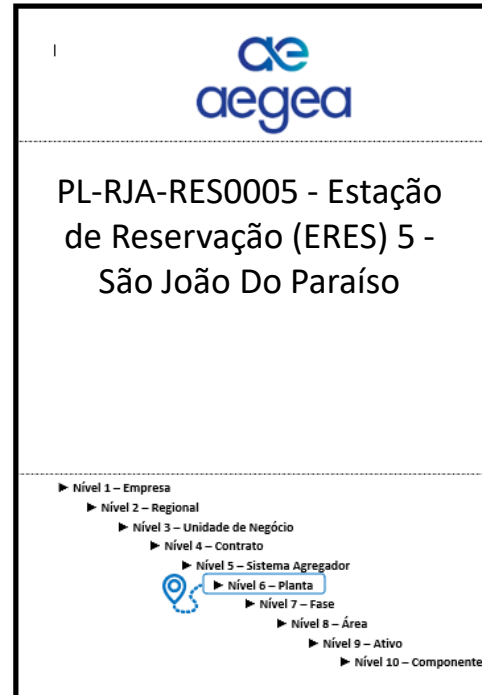 |
ae
aegea
PL-RJA-RES0005 - Estação
de Reservação (ERES) 5 -
São João Do Paraíso
► Nível 1 – Empresa
► Nível 2 – Regional
► Nível 3 – Unidade de Negócio
► Nível 4 – Contrato
► Nível 5 – Sistema Agregador
► Nível 6 – Planta
► Nível 7 – Fase
► Nível 8 – Área
► Nível 9 – Ativo
► Nível 10 – Componente